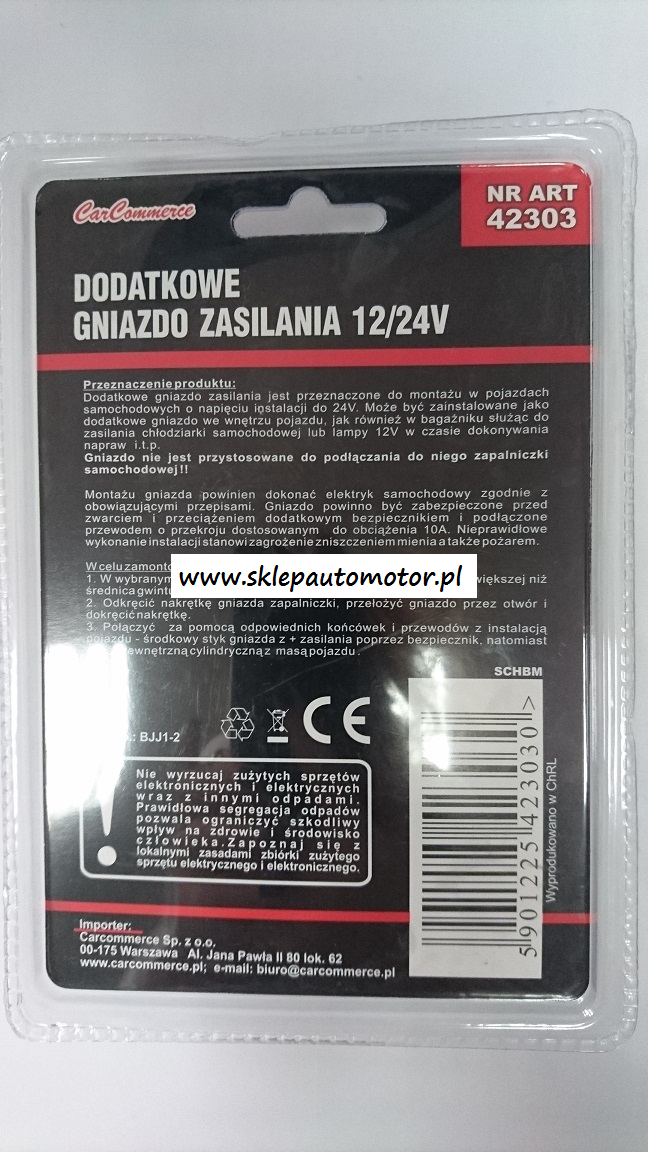 CarCommerce
NR ART
42303
DODATKOWE
GNIAZDO ZASILANIA 12/24V
Przeznaczenie produktu:
Dodatkowe gniazdo zasilania jest przeznaczone do montażu w pojazdach
samochodowych o napięciu instalacji do 24V. Może być zainstalowane jako
dodatkowe gniazdo we wnętrzu pojazdu, jak również w bagażniku służąc do
zasilania chłodziarki samochodowej lub lampy 12V w czasie dokonywania
napraw i.t.p.
Gniazdo nie jest przystosowane do podłączania do niego zapalniczki
samochodowej!!
Montażu gniazda powinien dokonać elektryk samochodowy zgodnie z
obowiązującymi przepisami. Gniazdo powinno być zabezpieczone przed
zwarciem i przeciążeniem dodatkowym bezpiecznikiem i podłączone
przewodem o przekroju dostosowanym do obciążenia 10A. Nieprawidłowe
wykonanie instalacji stanowi zagrożenie zniszczeniem mienia a także pożarem.
W celu
1. W wybranym większej niż
średnica
www.sklepautomotor.pl
2. Odkręcić nakrętkę gniazda zapalniczki, przełożyć gniazdo przez otwór i
dokręcić nakrętkę.
3. Połączyć za pomocą odpowiednich końcówek i przewodów z instalacją
pojazdu - środkowy styk gniazda z + zasilania poprzez bezpiecznik, natomiast
cylindryczną z masą pojazdu.
SCHBM
BJJ1-2
CE
Nie wyrzucaj zużytych sprzętów
elektronicznych i elektrycznych
wraz z innymi odpadami.
Prawidłowa segregacja odpadów
pozwala ograniczyć szkodliwy
wpływ na zdrowie i środowisko
człowieka. Zapoznaj się z
lokalnymi zasadami zbiórki zużytego
sprzętu elektrycznego i elektronicznego.
5 901225 423030 >
Wyprodukowano w ChRL
Importer:
Carcommerce Sp. z o.o.
00-175 Warszawa Al. Jana Pawła II 80 lok. 62
www.carcommerce.pl; e-mail: biuro@carcommerce.pl